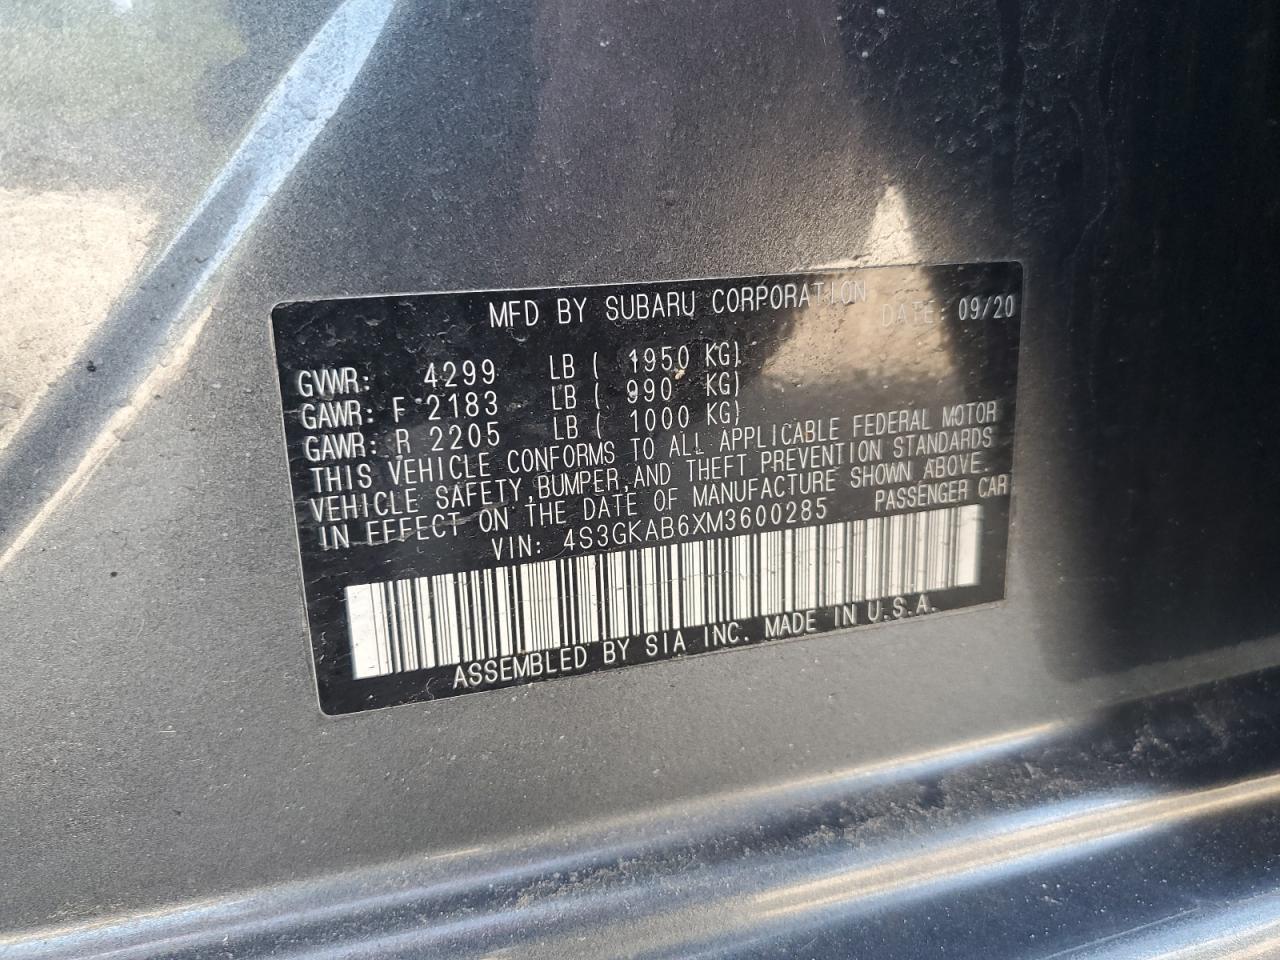 MFD BY SUBARU CORPORATION DATE: 09/20
GVWR: 4299 LB ( 1950 KG)
GAWR: F 2183 LB ( 990 KG)
GAWR: R 2205 LB ( 1000 KG)
THIS VEHICLE CONFORMS TO ALL APPLICABLE FEDERAL MOTOR
VEHICLE SAFETY,BUMPER,AND THEFT PREVENTION STANDARDS
IN EFFECT ON THE DATE OF MANUFACTURE SHOWN ABOVE.
VIN: 4S3GKAB6XM3600285 PASSENGER CAR
ASSEMBLED BY SIA INC. MADE IN U.S.A.